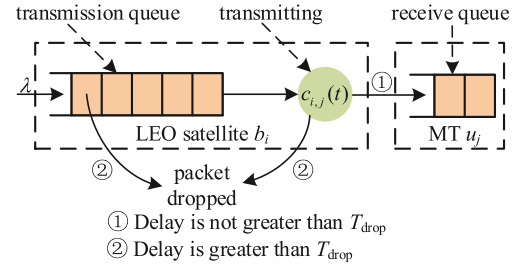 transmission queue
transmitting
receive queue
λ
c_{i,j}(t)
①
LEO satellite b_i
MT u_j
②
②
packet
dropped
① Delay is not greater than T_drop
② Delay is greater than T_drop